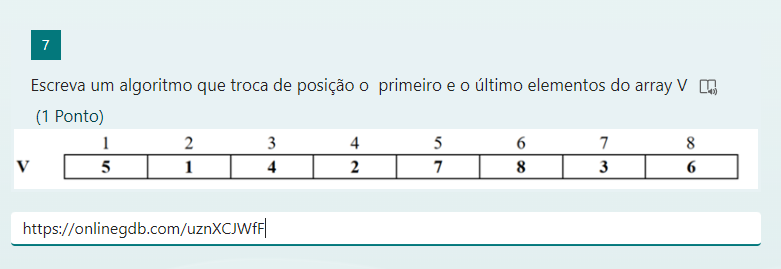 7
Escreva um algoritmo que troca de posição o primeiro e o último elementos do array V
(1 Ponto)
1 2 3 4 5 6 7 8
V 5 1 4 2 7 8 3 6
https://onlinegdb.com/uznXCJWfF